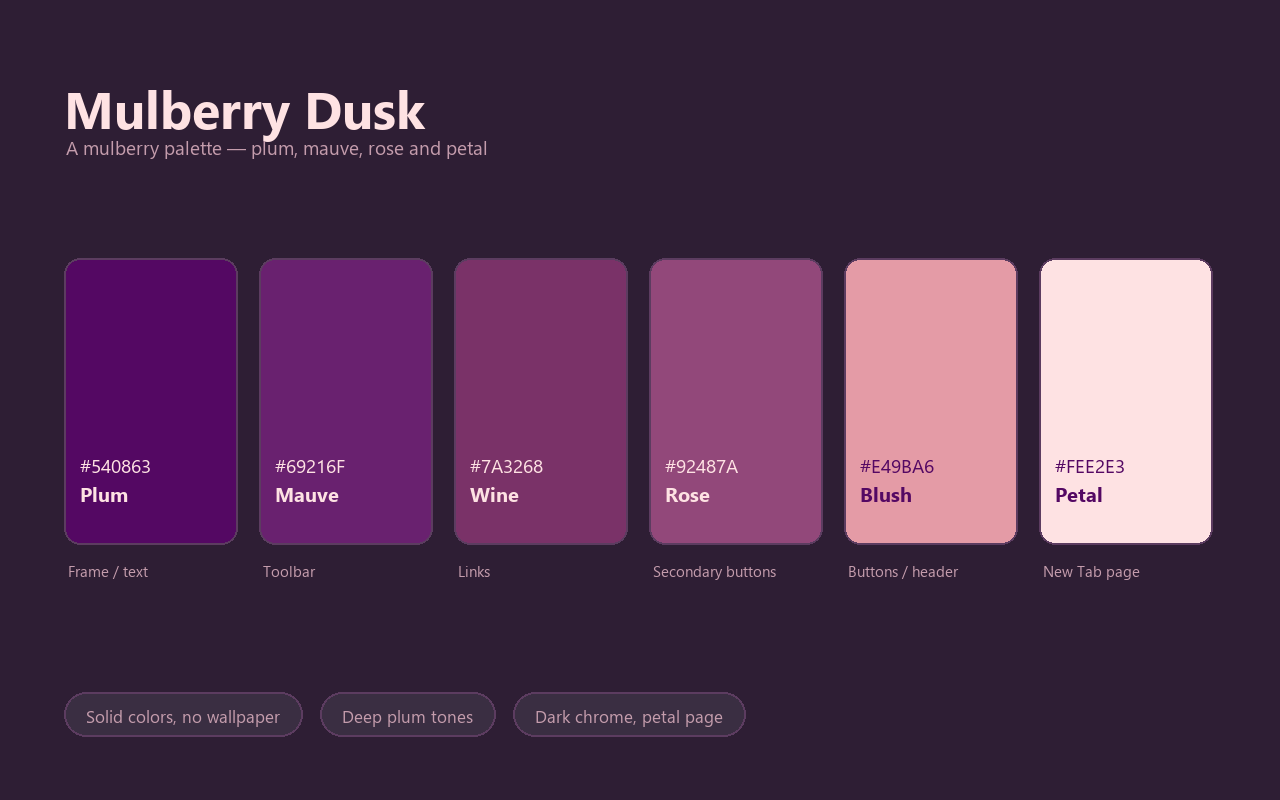 Mulberry Dusk
A mulberry palette — plum, mauve, rose and petal
#540863
Plum
#69216F
Mauve
#7A3268
Wine
#92487A
Rose
#E49BA6
Blush
#FEE2E3
Petal
Frame / text
Toolbar
Links
Secondary buttons
Buttons / header
New Tab page
Solid colors, no wallpaper
Deep plum tones
Dark chrome, petal page